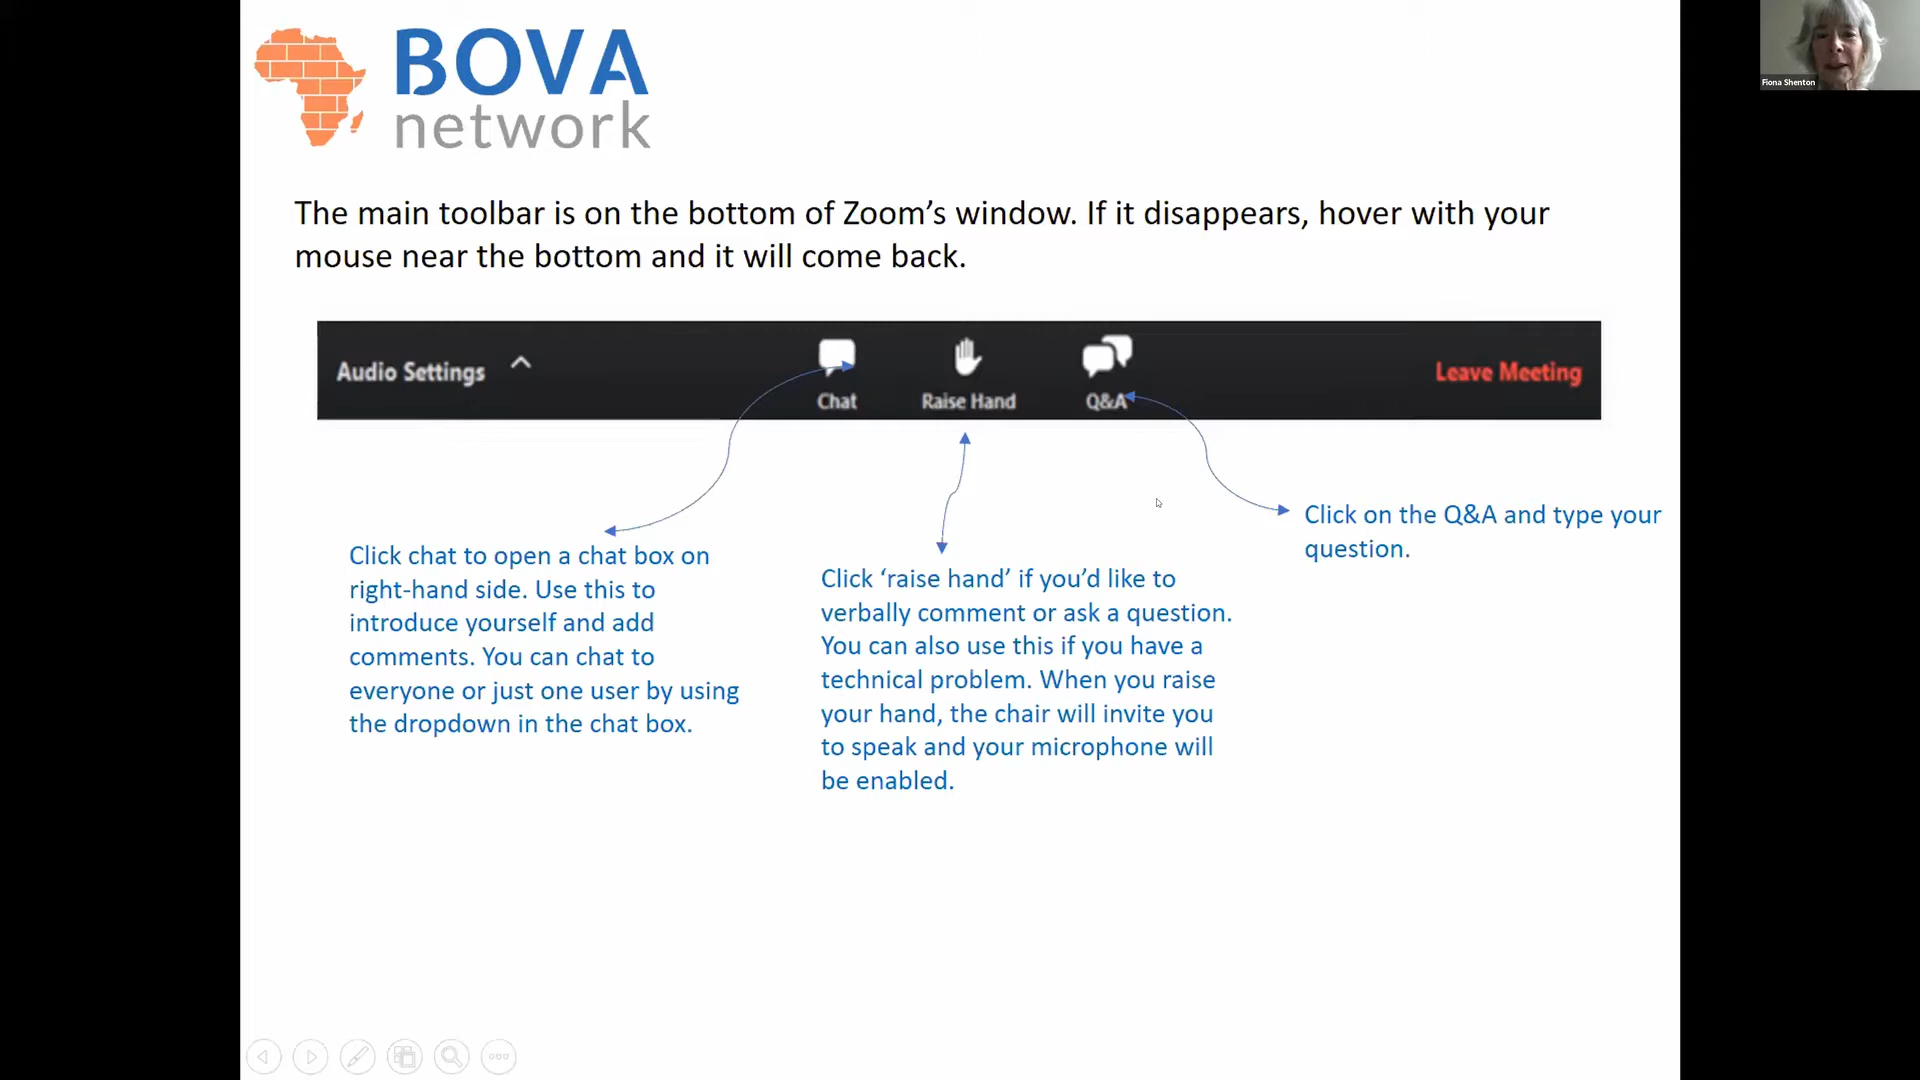 BOVA
network
Fiona Shenton
The main toolbar is on the bottom of Zoom’s window. If it disappears, hover with your
mouse near the bottom and it will come back.
Audio Settings
Chat
Raise Hand
Q&A
Leave Meeting
Click chat to open a chat box on
right-hand side. Use this to
introduce yourself and add
comments. You can chat to
everyone or just one user by using
the dropdown in the chat box.
Click ‘raise hand’ if you’d like to
verbally comment or ask a question.
You can also use this if you have a
technical problem. When you raise
your hand, the chair will invite you
to speak and your microphone will
be enabled.
Click on the Q&A and type your
question.